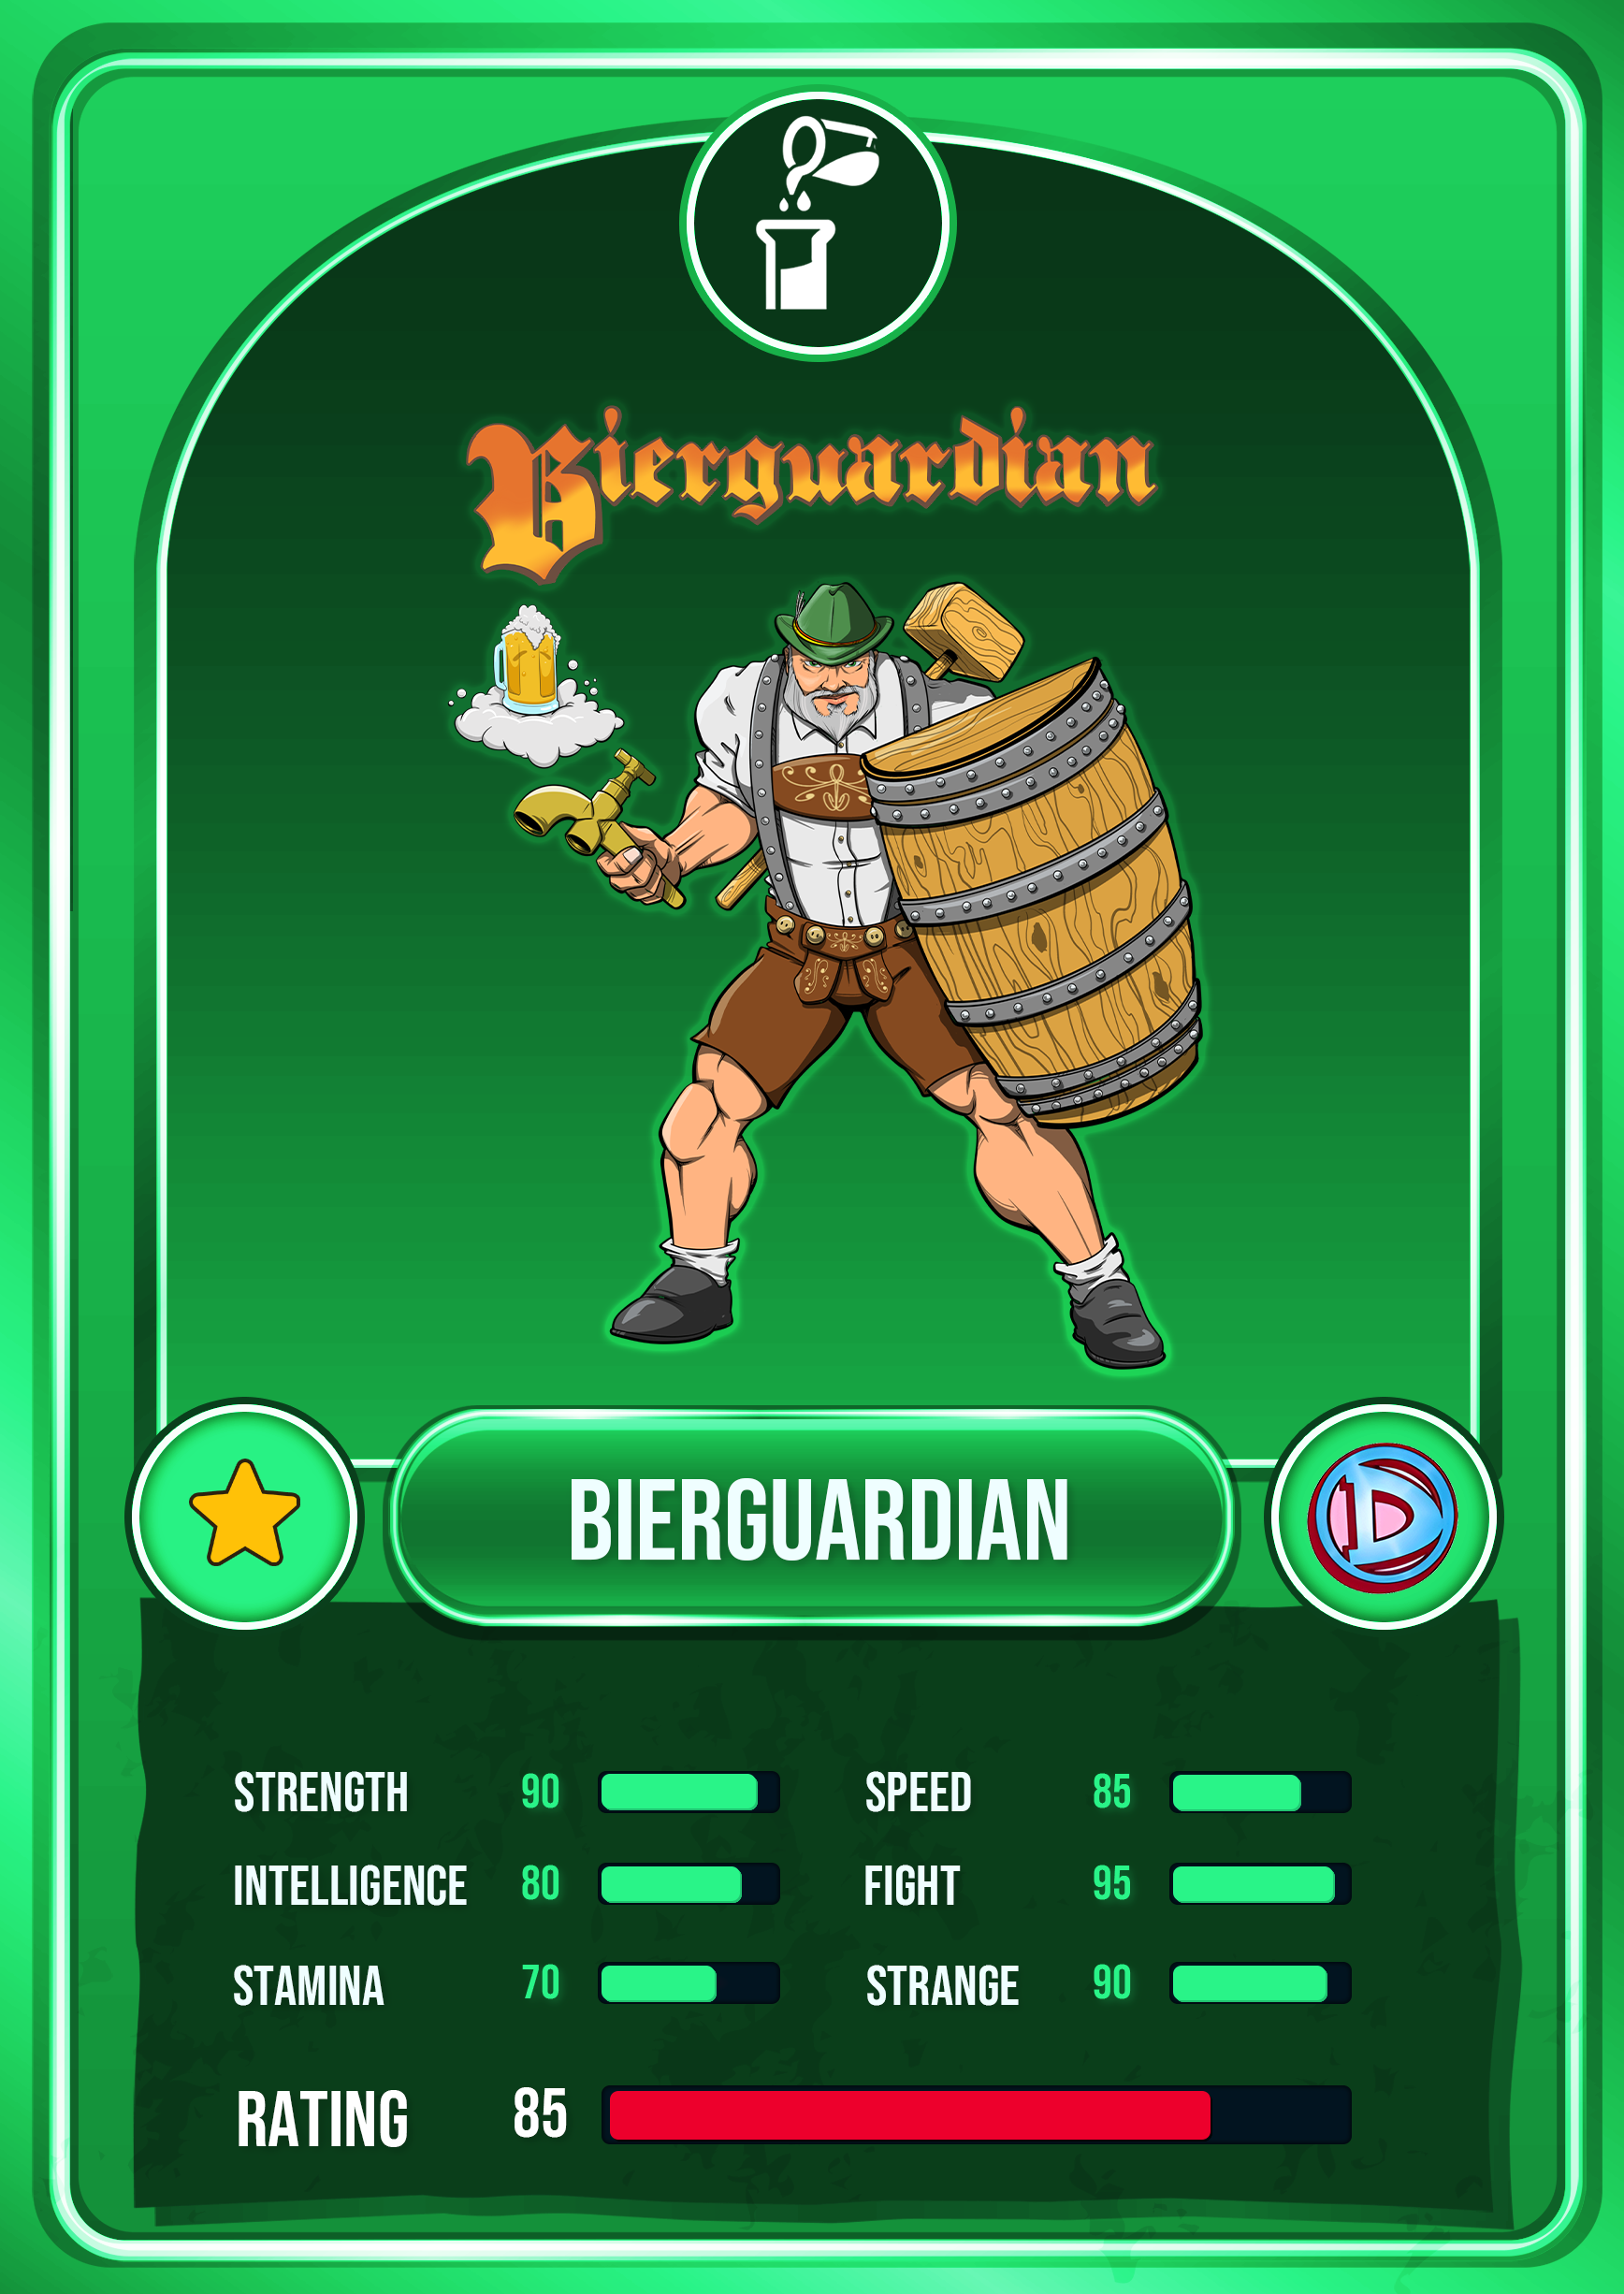 Bierguardian
BIERGUARDIAN
D
STRENGTH 90 SPEED 85
INTELLIGENCE 80 FIGHT 95
STAMINA 70 STRANGE 90
RATING 85